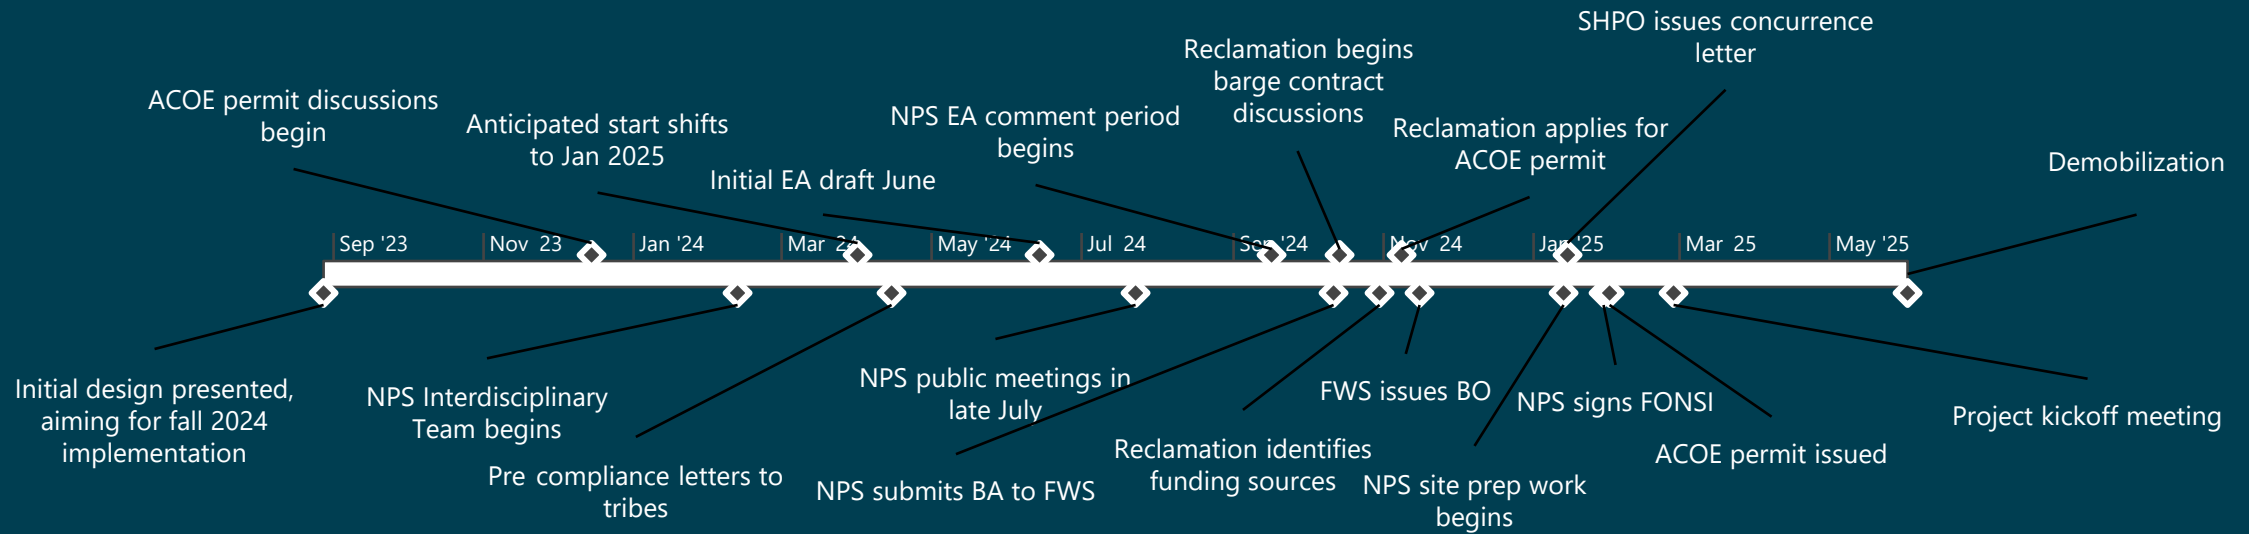 SHPO issues concurrence
letter
Reclamation begins
barge contract
discussions
ACOE permit discussions
begin
Anticipated start shifts
to Jan 2025
NPS EA comment period
begins
Reclamation applies for
ACOE permit
Initial EA draft June
Demobilization
Sep '23
Nov 23
Jan '24
Mar 24
May '24
Jul 24
Sep '24
Nov 24
Jan '25
Mar 25
May '25
Initial design presented,
aiming for fall 2024
implementation
NPS Interdisciplinary
Team begins
Pre compliance letters to
tribes
NPS public meetings in
late July
NPS submits BA to FWS
Reclamation identifies
funding sources
FWS issues BO
NPS site prep work
begins
NPS signs FONSI
ACOE permit issued
Project kickoff meeting